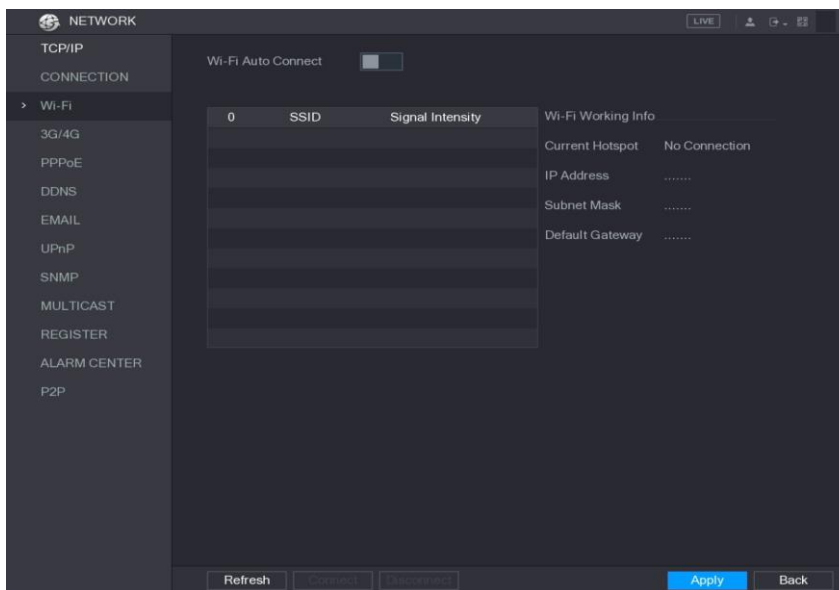 NETWORK
LIVE
TCP/IP
CONNECTION
Wi-Fi
3G/4G
PPPoE
DDNS
EMAIL
UPnP
SNMP
MULTICAST
REGISTER
ALARM CENTER
P2P
Wi-Fi Auto Connect
0 SSID Signal Intensity
Wi-Fi Working Info
Current Hotspot No Connection
IP Address .......
Subnet Mask .......
Default Gateway .......
Refresh Connect Disconnect Apply Back